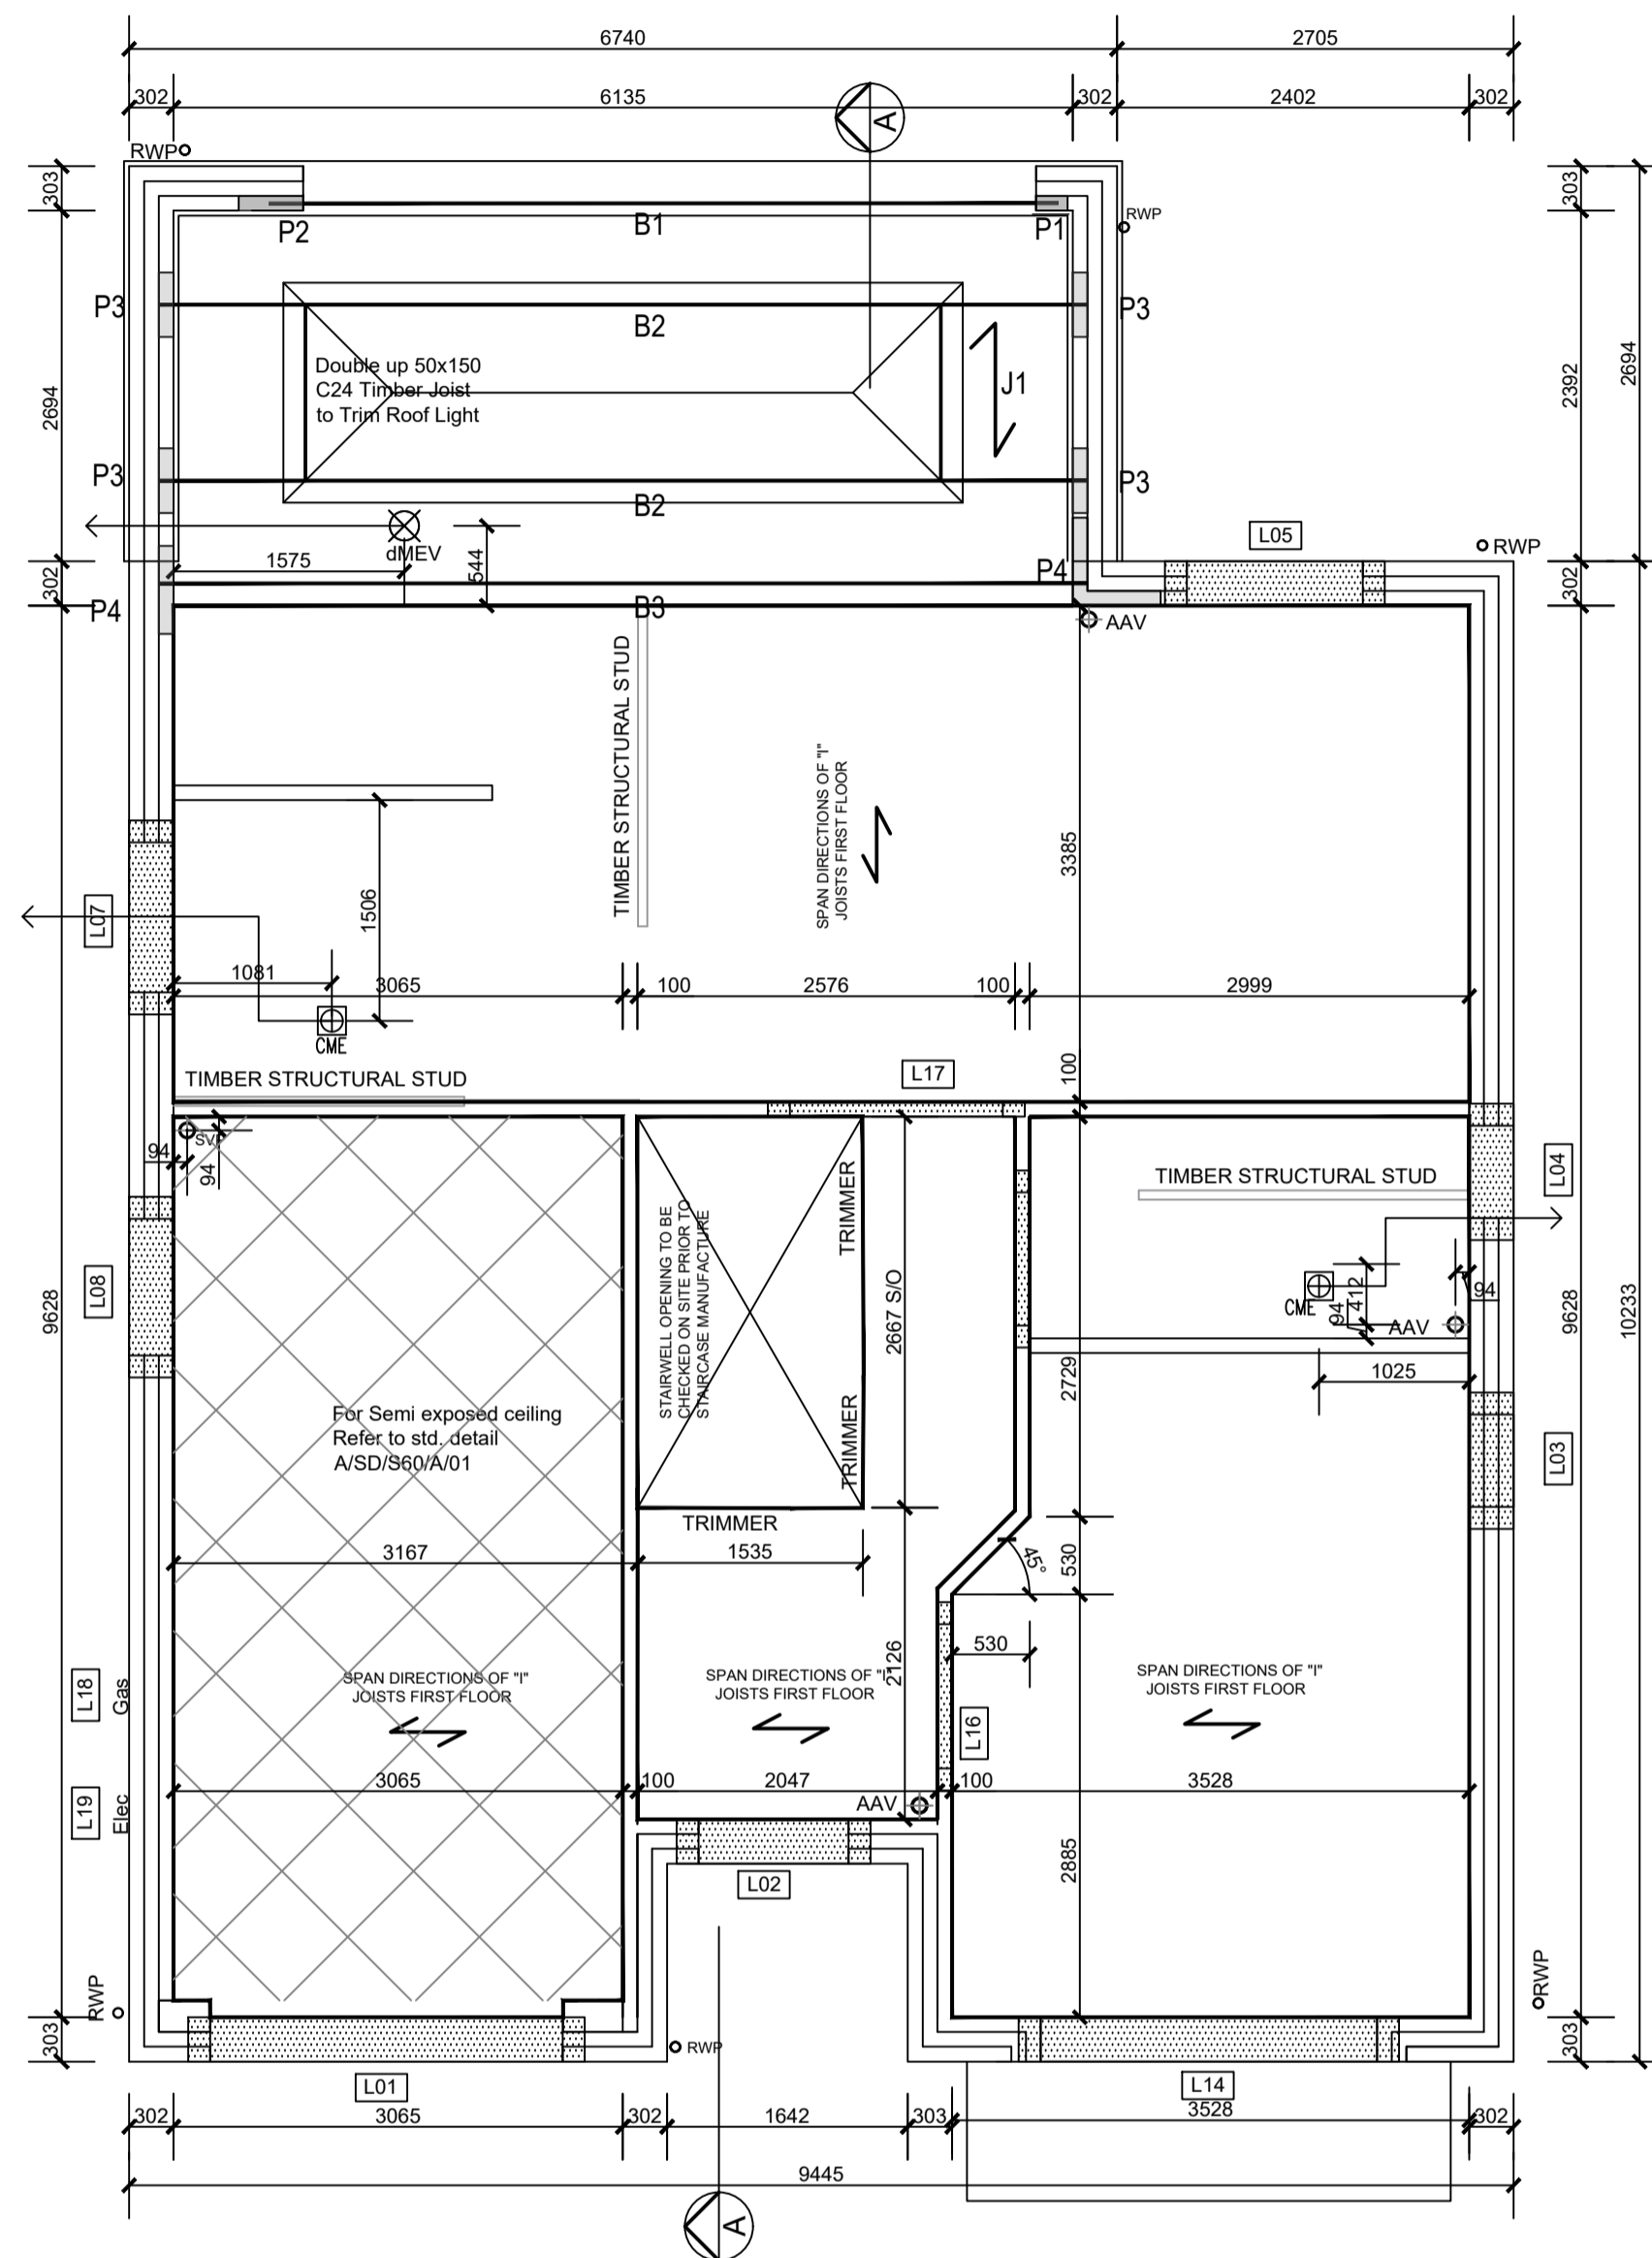 6740
2705
302
6135
302
2402
302
A
RWP
303
303
RWP
P2
B1
P1
P3
B2
P3
Double up 50x150
C24 Timber Joist
to Trim Roof Light
J1
2694
2392
2694
P3
B2
P3
dMEV
1575
544
L05
RWP
302
P4
P4
B3
302
AAV
TIMBER STRUCTURAL STUD
SPAN DIRECTIONS OF "I"
JOISTS FIRST FLOOR
3385
L07
1506
1081
3065
100
2576
100
2999
CME
TIMBER STRUCTURAL STUD
L17
100
SVP
94
94
TIMBER STRUCTURAL STUD
L04
STAIRWELL OPENING TO BE
CHECKED ON SITE PRIOR TO
STAIRCASE MANUFACTURE
TRIMMER
TRIMMER
2667 S/O
L08
9628
CME
412
94
94
AAV
9628
10233
1025
2729
For Semi exposed ceiling
Refer to std. detail
A/SD/S60/A/01
L03
TRIMMER
3167
1535
45°
530
530
2126
SPAN DIRECTIONS OF "I"
JOISTS FIRST FLOOR
SPAN DIRECTIONS OF "I"
JOISTS FIRST FLOOR
SPAN DIRECTIONS OF "I"
JOISTS FIRST FLOOR
L18
Gas
L16
3065
100
2047
100
3528
L19
Elec
AAV
L02
2885
RWP
RWP
303
RWP
303
L01
L14
302
3065
302
1642
303
3528
302
9445
A